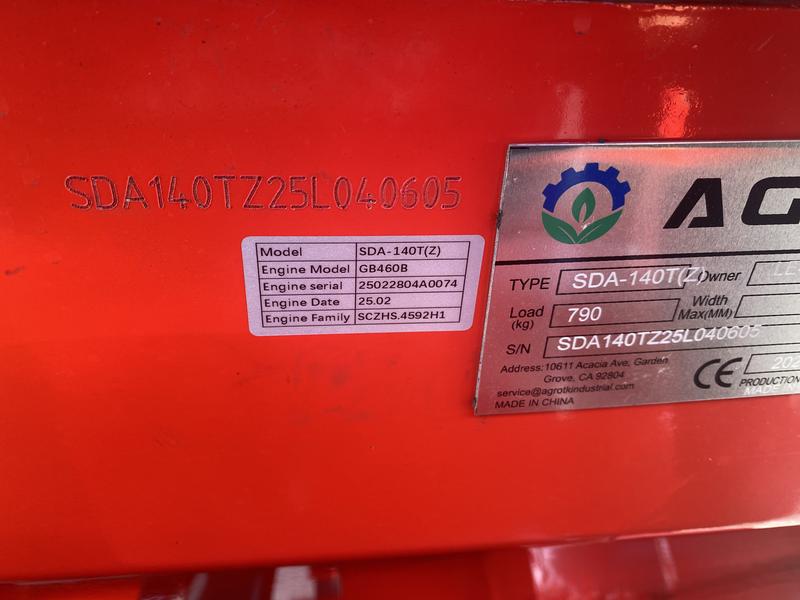 SDA140TZ25L040605
Model SDA-140T(Z)
Engine Model GB460B
Engine serial 25022804A0074
Engine Date 25.02
Engine Family SCZHS.4592H1
AG
TYPE SDA-140T(Z) Owner
Load (kg) 790 Width Max(MM)
S/N SDA140TZ25L040605
Address:10611 Acacia Ave, Garden
Grove, CA 92804
service@agrotkindustrial.com
MADE IN CHINA
CE
PRODUCTION
MADE